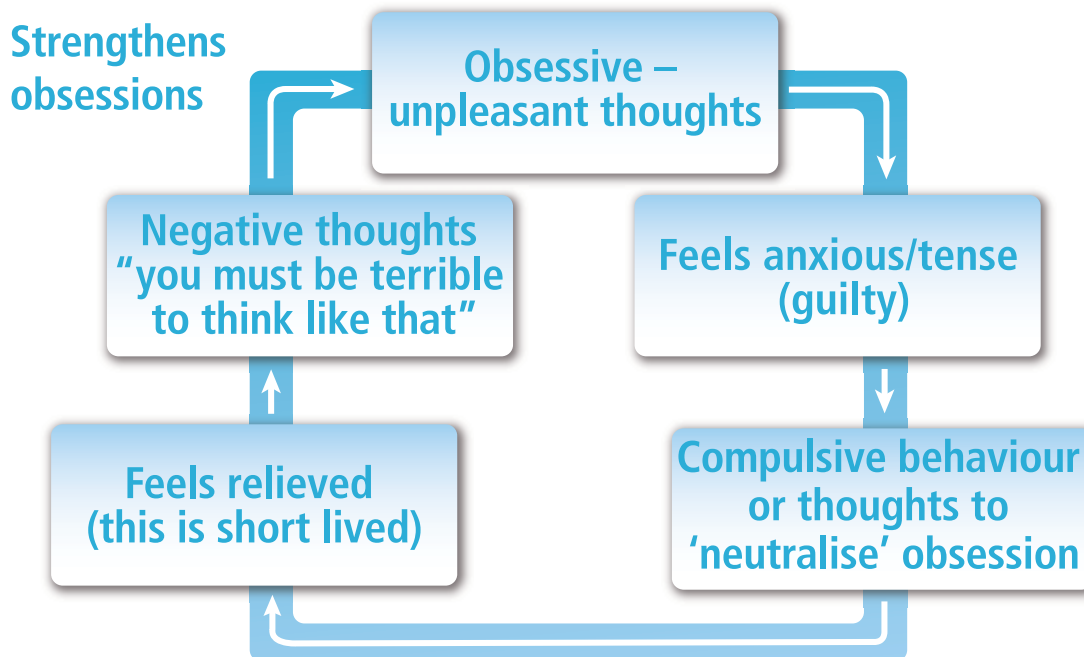 Strengthens
obsessions
Obsessive –
unpleasant thoughts
Feels anxious/tense
(guilty)
Compulsive behaviour
or thoughts to
‘neutralise’ obsession
Feels relieved
(this is short lived)
Negative thoughts
“you must be terrible
to think like that”